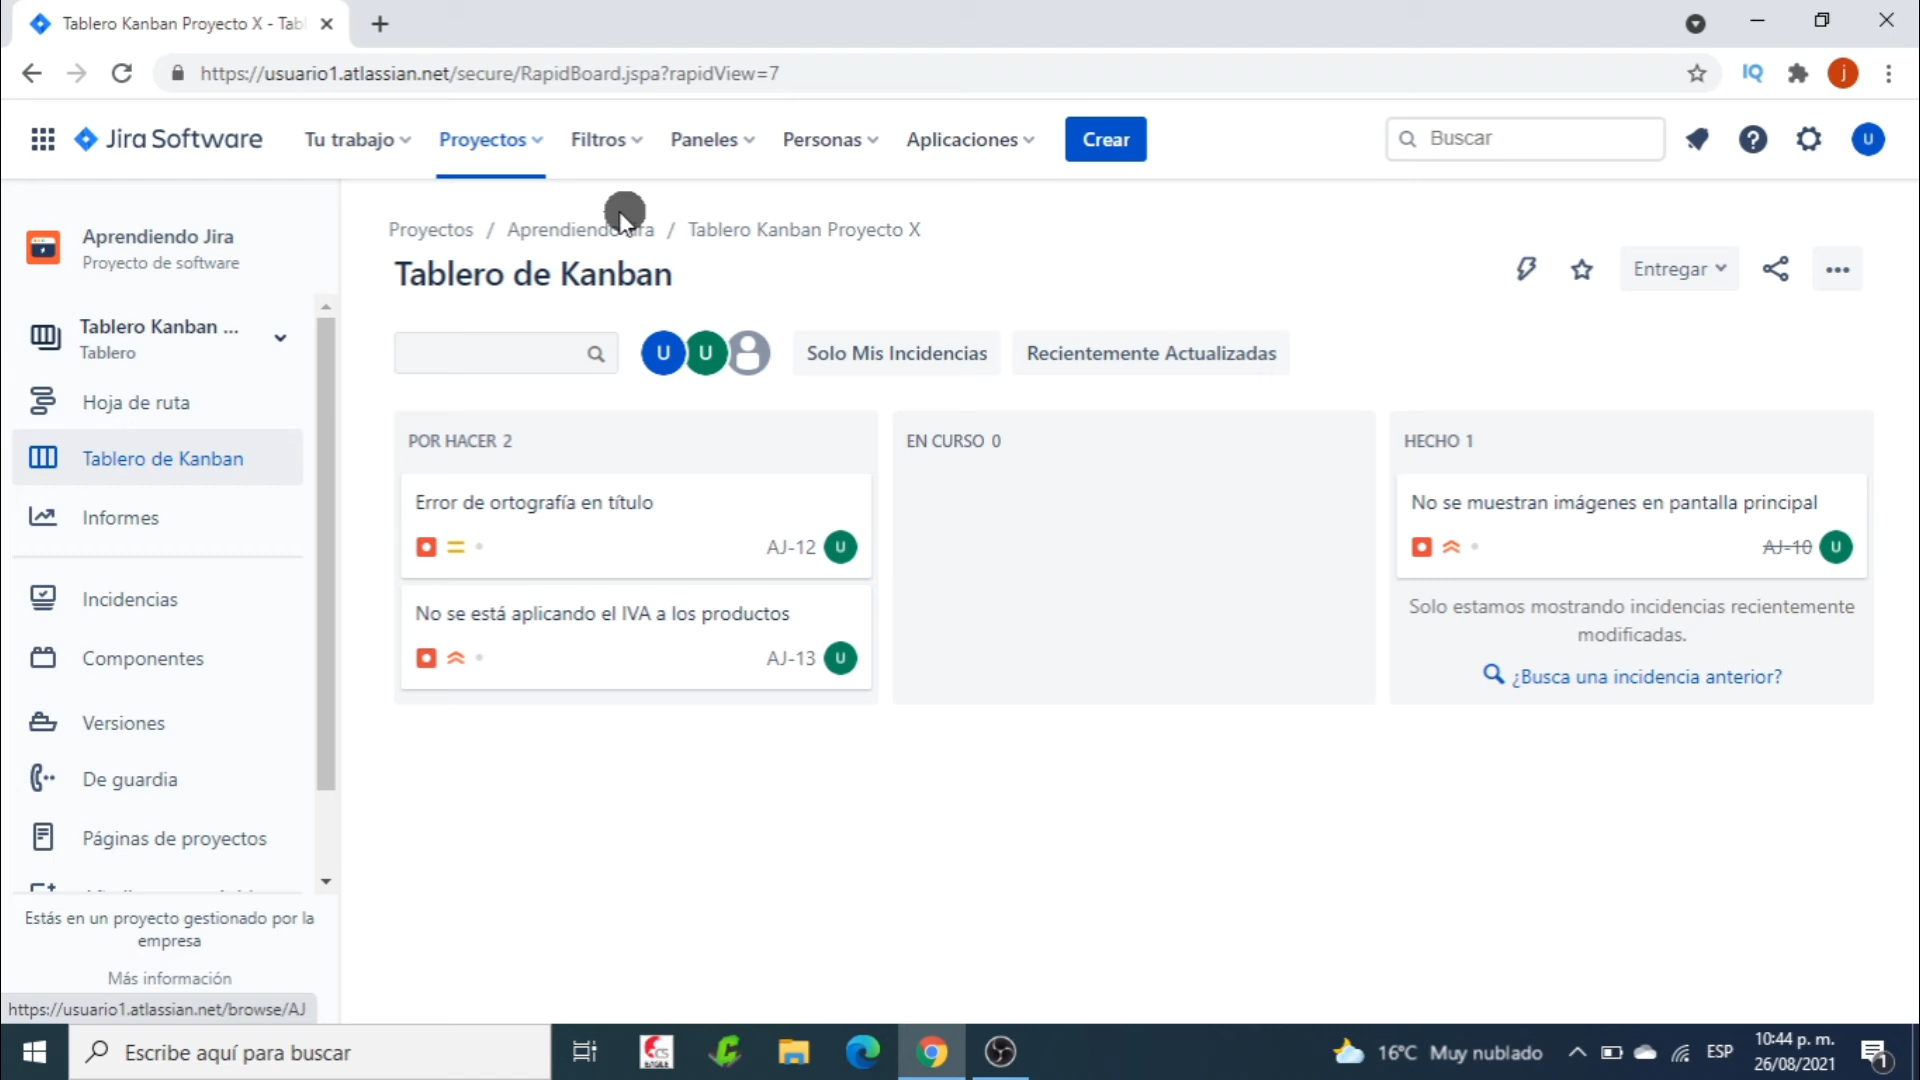 Tablero Kanban Proyecto X - Tabl
https://usuario1.atlassian.net/secure/RapidBoard.jspa?rapidView=7
IQ
j
Jira Software
Tu trabajo
Proyectos
Filtros
Paneles
Personas
Aplicaciones
Crear
Buscar
U
Aprendiendo Jira
Proyecto de software
Tablero Kanban ...
Tablero
Hoja de ruta
Tablero de Kanban
Informes
Incidencias
Componentes
Versiones
De guardia
Páginas de proyectos
Estás en un proyecto gestionado por la
empresa
Más información
https://usuario1.atlassian.net/browse/AJ
Proyectos / Aprendiendo Jira / Tablero Kanban Proyecto X
Tablero de Kanban
Entregar
U U
Solo Mis Incidencias
Recientemente Actualizadas
POR HACER 2
Error de ortografía en título
AJ-12 U
No se está aplicando el IVA a los productos
AJ-13 U
EN CURSO 0
HECHO 1
No se muestran imágenes en pantalla principal
AJ-10 U
Solo estamos mostrando incidencias recientemente
modificadas.
¿Busca una incidencia anterior?
Escribe aquí para buscar
16°C Muy nublado
ESP
10:44 p. m.
26/08/2021
1